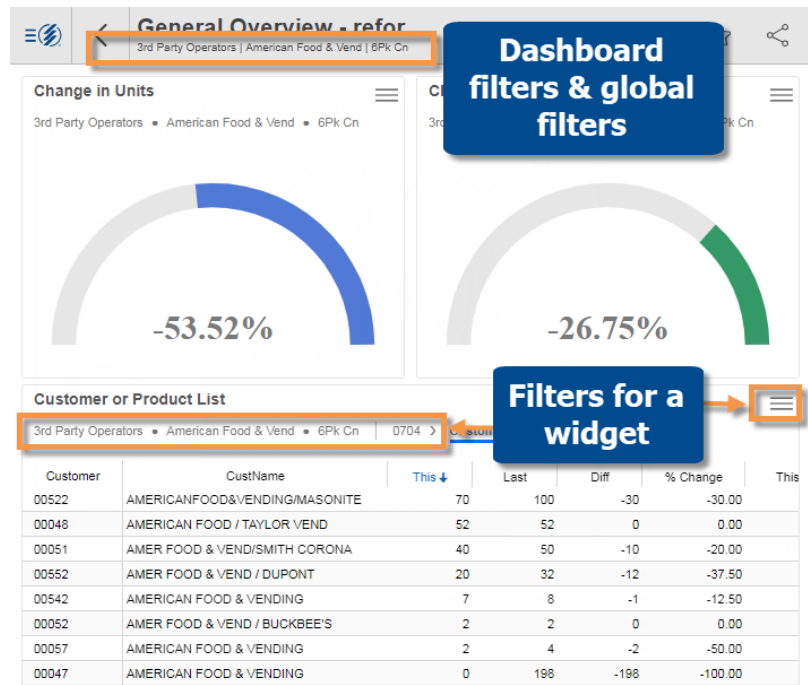 General Overview - refor
3rd Party Operators | American Food & Vend | 6Pk Cn
Dashboard
filters & global
filters
Change in Units
3rd Party Operators • American Food & Vend • 6Pk Cn
-53.52%
-26.75%
Customer or Product List
Filters for a
widget
3rd Party Operators • American Food & Vend • 6Pk Cn | 0704 >
Customer CustName This ↓ Last Diff % Change This
00522 AMERICANFOOD&VENDING/MASONITE 70 100 -30 -30.00
00048 AMERICAN FOOD / TAYLOR VEND 52 52 0 0.00
00051 AMER FOOD & VEND/SMITH CORONA 40 50 -10 -20.00
00552 AMER FOOD & VEND / DUPONT 20 32 -12 -37.50
00542 AMERICAN FOOD & VENDING 7 8 -1 -12.50
00052 AMER FOOD & VEND / BUCKBEE'S 2 2 0 0.00
00057 AMERICAN FOOD & VENDING 2 4 -2 -50.00
00047 AMERICAN FOOD & VENDING 0 198 -198 -100.00